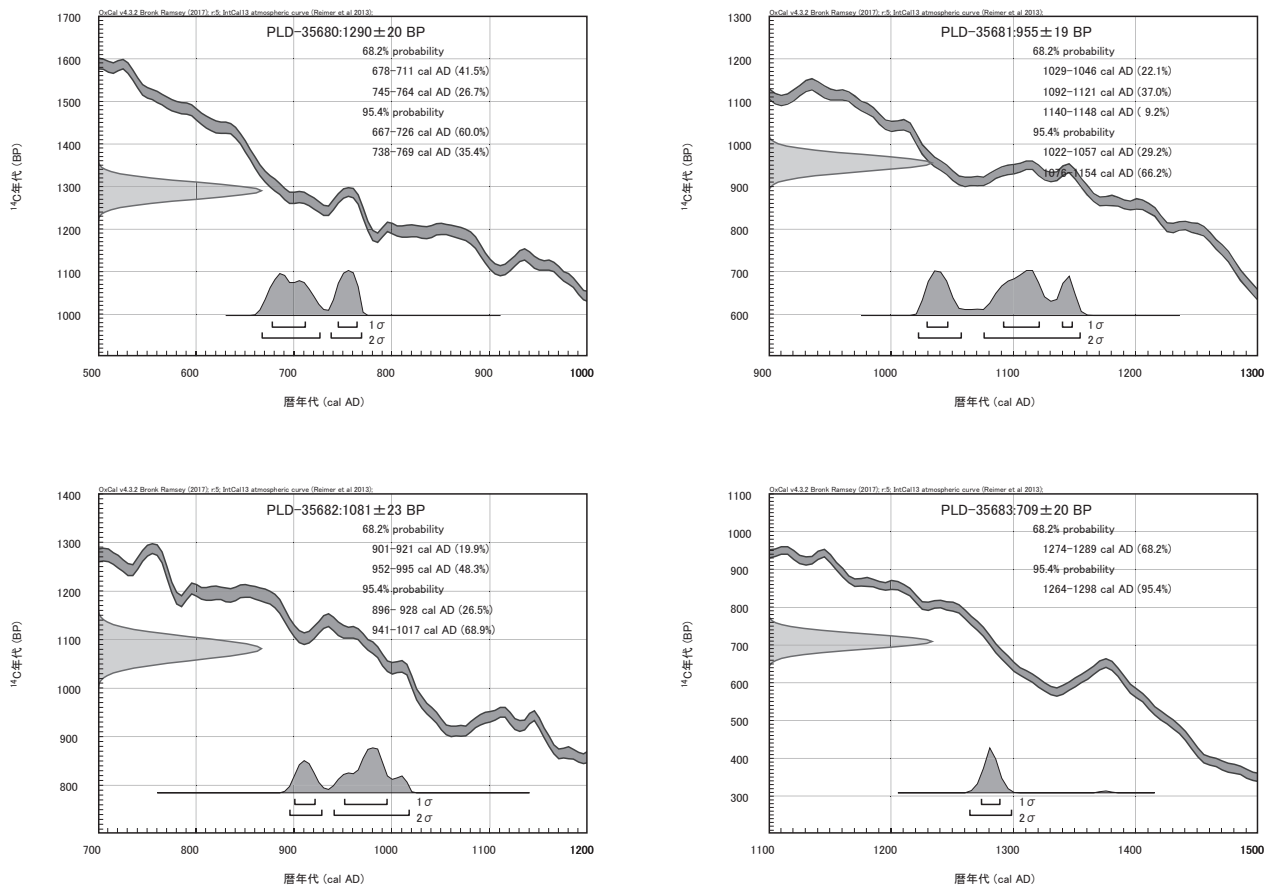 OxCal v4.3.2 Bronk Ramsey (2017); r:5; IntCal13 atmospheric curve (Reimer et al 2013);
PLD-35680:1290±20 BP
68.2% probability
678-711 cal AD (41.5%)
745-764 cal AD (26.7%)
95.4% probability
667-726 cal AD (60.0%)
738-769 cal AD (35.4%)
1700
1600
1500
1400
1300
1200
1100
1000
¹⁴C年代 (BP)
1σ
2σ
500 600 700 800 900 1000
暦年代 (cal AD)
OxCal v4.3.2 Bronk Ramsey (2017); r:5; IntCal13 atmospheric curve (Reimer et al 2013);
PLD-35681:955±19 BP
68.2% probability
1029-1046 cal AD (22.1%)
1092-1121 cal AD (37.0%)
1140-1148 cal AD ( 9.2%)
95.4% probability
1022-1057 cal AD (29.2%)
1076-1154 cal AD (66.2%)
1300
1200
1100
1000
900
800
700
600
¹⁴C年代 (BP)
1σ
2σ
900 1000 1100 1200 1300
暦年代 (cal AD)
OxCal v4.3.2 Bronk Ramsey (2017); r:5; IntCal13 atmospheric curve (Reimer et al 2013);
PLD-35682:1081±23 BP
68.2% probability
901-921 cal AD (19.9%)
952-995 cal AD (48.3%)
95.4% probability
896- 928 cal AD (26.5%)
941-1017 cal AD (68.9%)
1400
1300
1200
1100
1000
900
800
¹⁴C年代 (BP)
1σ
2σ
700 800 900 1000 1100 1200
暦年代 (cal AD)
OxCal v4.3.2 Bronk Ramsey (2017); r:5; IntCal13 atmospheric curve (Reimer et al 2013);
PLD-35683:709±20 BP
68.2% probability
1274-1289 cal AD (68.2%)
95.4% probability
1264-1298 cal AD (95.4%)
1100
1000
900
800
700
600
500
400
300
¹⁴C年代 (BP)
1σ
2σ
1100 1200 1300 1400 1500
暦年代 (cal AD)